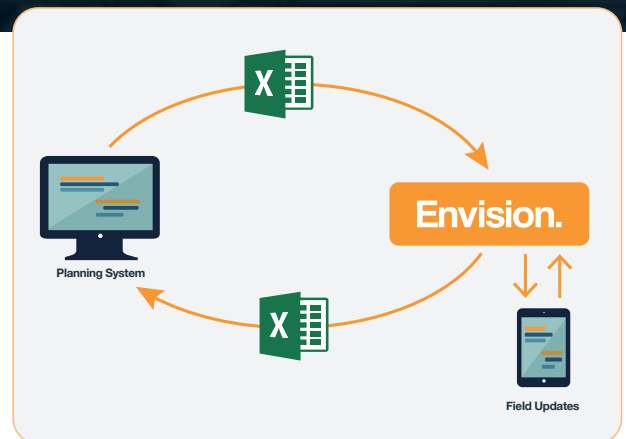 X
Envision.
Planning System
X
Field Updates